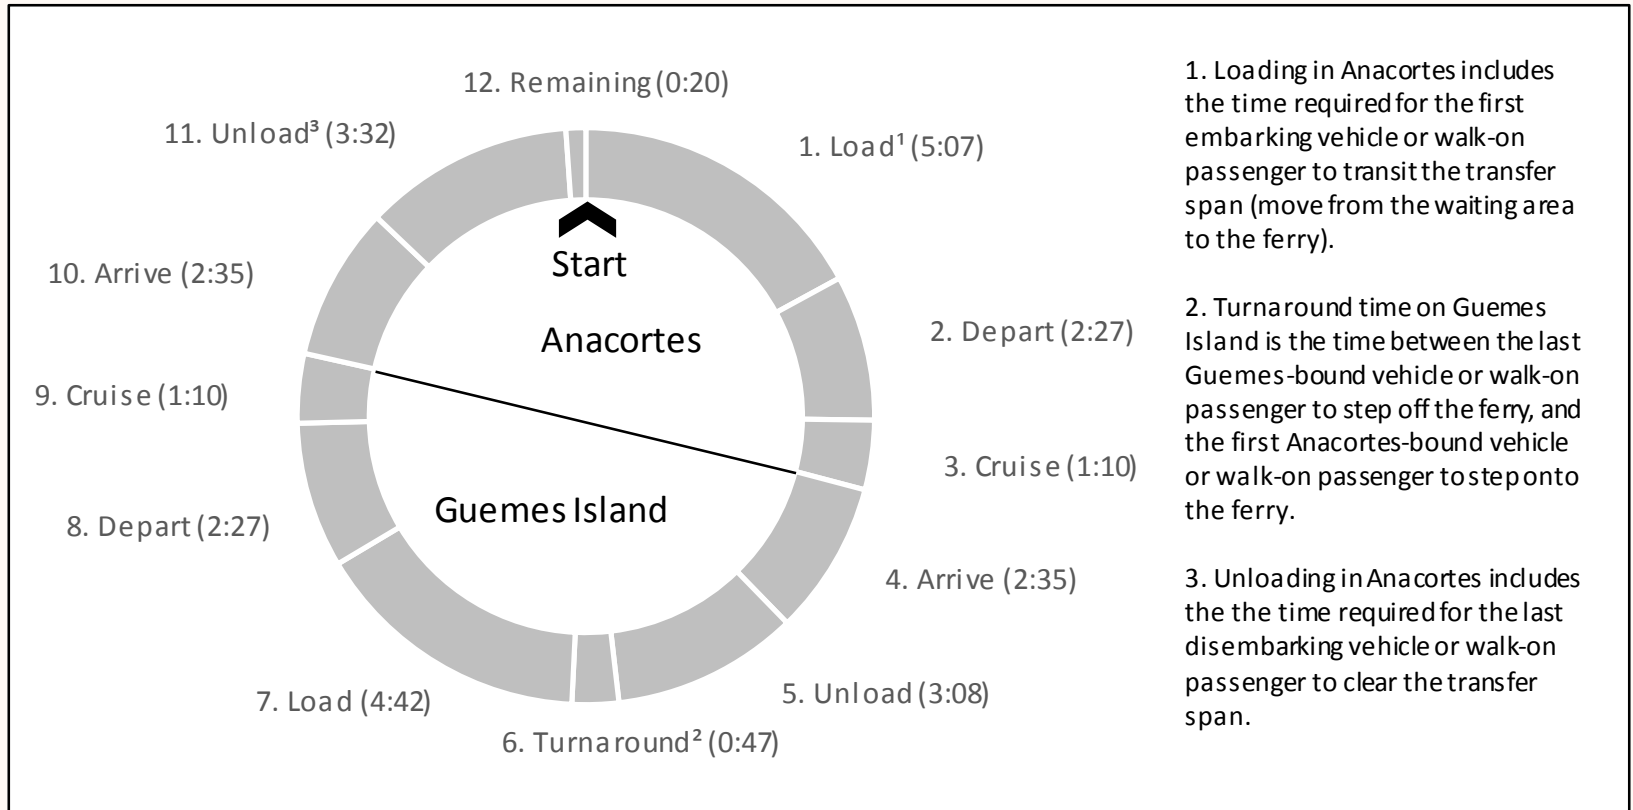 12. Remaining (0:20)
11. Unload³ (3:32)
1. Load¹ (5:07)
10. Arrive (2:35)
Start
Anacortes
2. Depart (2:27)
9. Cruise (1:10)
3. Cruise (1:10)
Guemes Island
8. Depart (2:27)
4. Arrive (2:35)
7. Load (4:42)
5. Unload (3:08)
6. Turnaround² (0:47)
1. Loading in Anacortes includes
the time required for the first
embarking vehicle or walk-on
passenger to transit the transfer
span (move from the waiting area
to the ferry).
2. Turnaround time on Guemes
Island is the time between the last
Guemes-bound vehicle or walk-on
passenger to step off the ferry, and
the first Anacortes-bound vehicle
or walk-on passenger to step onto
the ferry.
3. Unloading in Anacortes includes
the the time required for the last
disembarking vehicle or walk-on
passenger to clear the transfer
span.